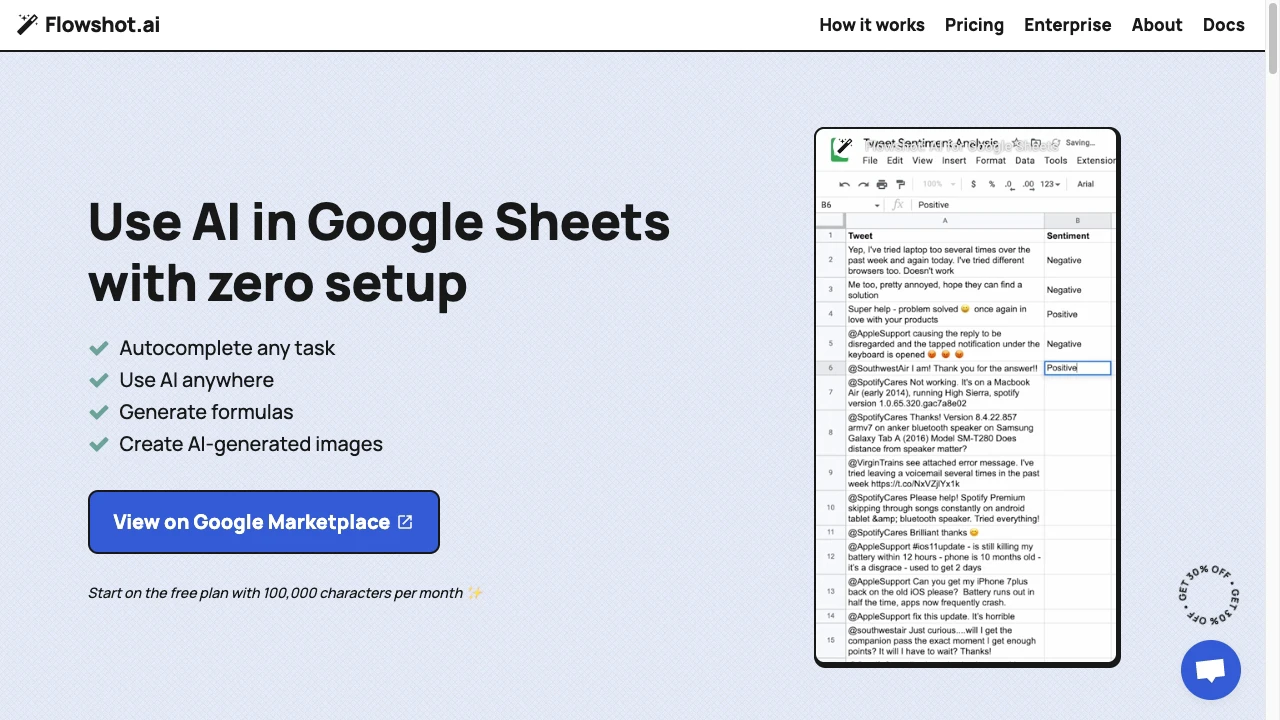 Flowshot.ai
How it works
Pricing
Enterprise
About
Docs
Use AI in Google Sheets
with zero setup
Autocomplete any task
Use AI anywhere
Generate formulas
Create AI-generated images
View on Google Marketplace
Start on the free plan with 100,000 characters per month ✨
Tweet Sentiment Analysis
Saving...
File Edit View Insert Format Data Tools Extension
100% $ % .0 .00 123 Arial
B6 fx Positive
A B
1 Tweet Sentiment
2 Yep, I've tried laptop too several times over the
past week and again today. I've tried different
browsers too. Doesn't work
Negative
3 Me too, pretty annoyed, hope they can find a
solution
Negative
4 Super help - problem solved 😀 once again in
love with your products
Positive
5 @AppleSupport causing the reply to be
disregarded and the tapped notification under the
keyboard is opened 😡 😡 😡
Negative
6 @SouthwestAir I am! Thank you for the answer!!
Positive
7 @SpotifyCares Not working. It's on a Macbook
Air (early 2014), running High Sierra, spotify
version 1.0.65.320.gac7a8e02
8 @SpotifyCares Thanks! Version 8.4.22.857
armv7 on anker bluetooth speaker on Samsung
Galaxy Tab A (2016) Model SM-T280 Does
distance from speaker matter?
9 @VirginTrains see attached error message. I've
tried leaving a voicemail several times in the past
week https://t.co/NxVZjlYx1k
10 @SpotifyCares Please help! Spotify Premium
skipping through songs constantly on android
tablet &amp; bluetooth speaker. Tried everything!
11 @SpotifyCares Brilliant thanks 😊
12 @AppleSupport #ios11update - is still killing my
battery within 12 hours - phone is 10 months old -
it's a disgrace - used to get 2 days
13 @AppleSupport Can you get my iPhone 7plus
back on the old iOS please? Battery runs out in
half the time, apps now frequently crash.
14 @AppleSupport fix this update. It's horrible
15 @southwestair Just curious....will I get the
companion pass the exact moment I get enough
points? It will I have to wait? Thanks!
GET 30% OFF • GET 30% OFF •